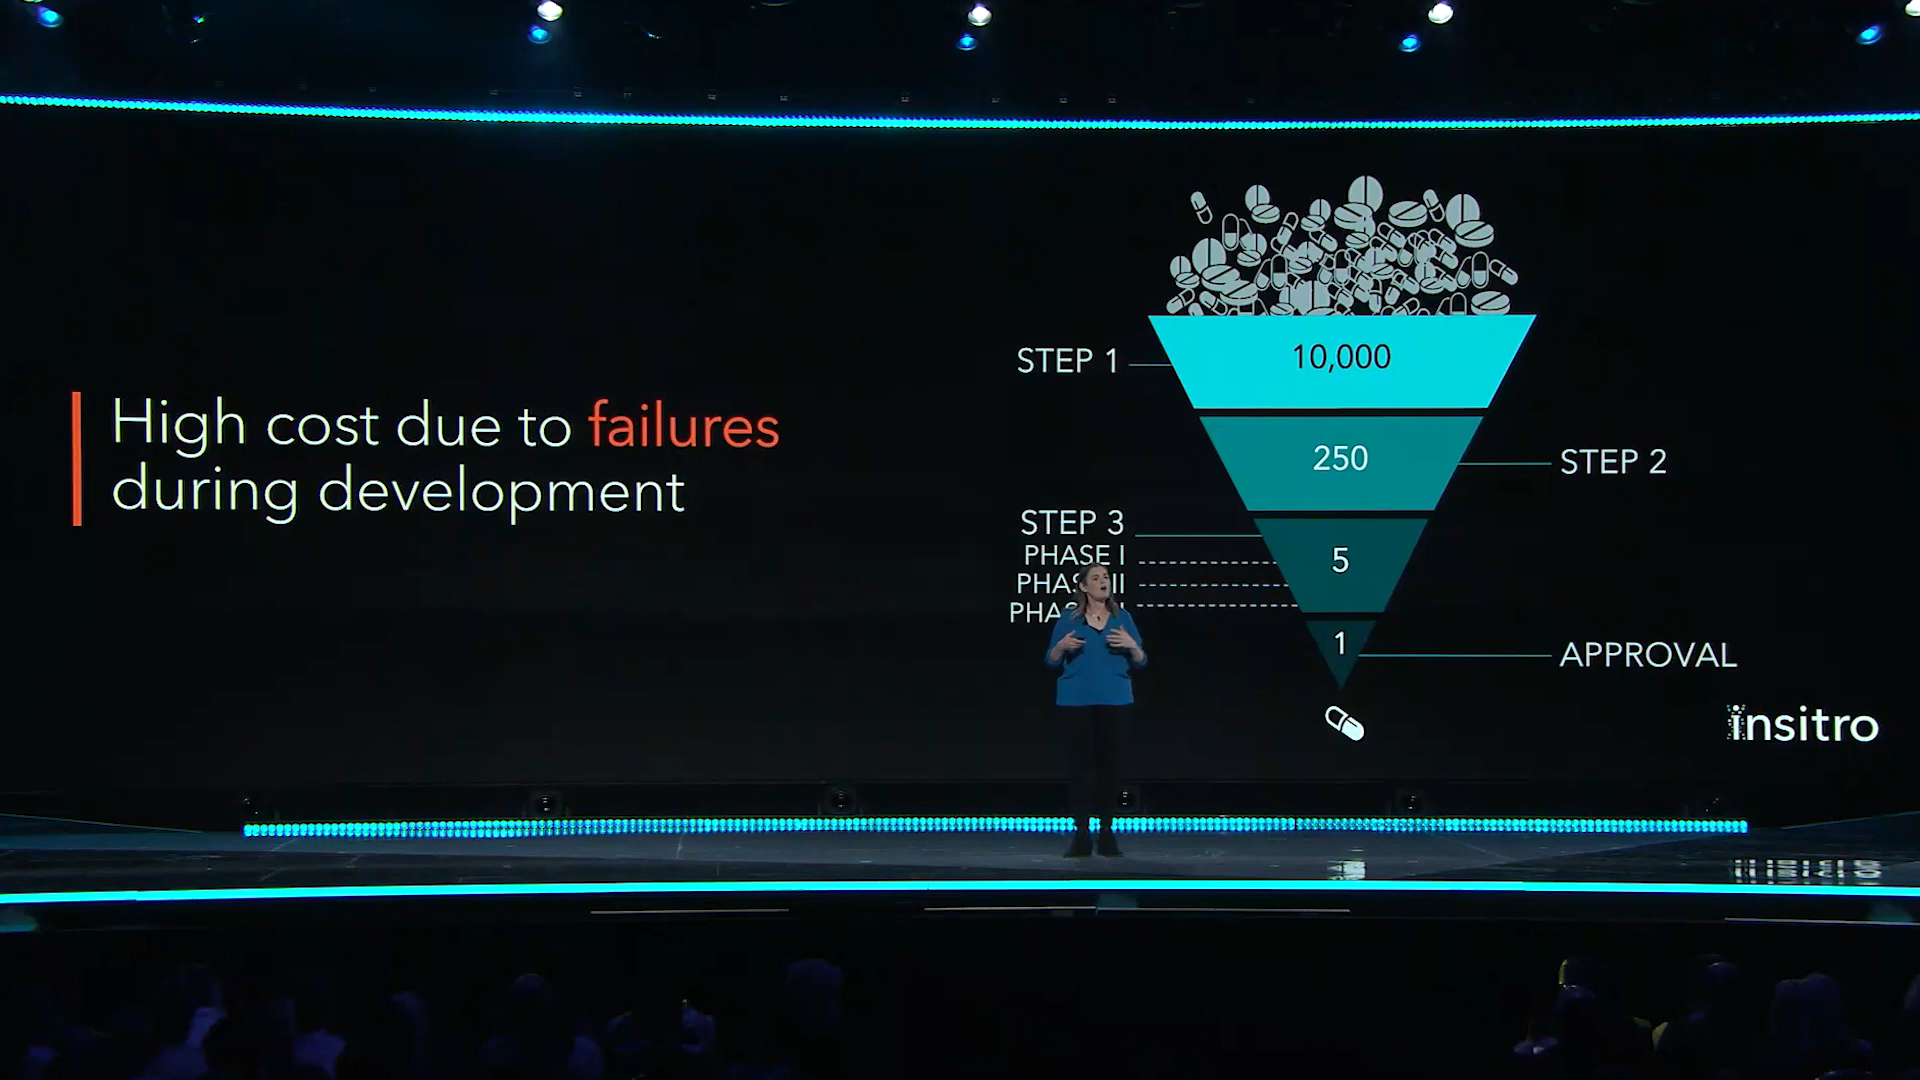 High cost due to failures
during development
STEP 1
10,000
250
STEP 2
STEP 3
PHASE I
5
1
APPROVAL
insitro